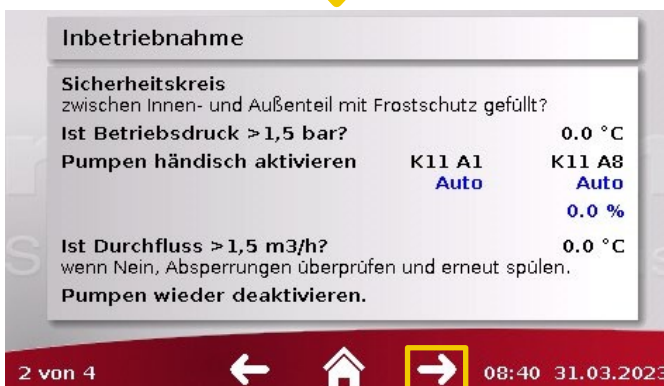 Inbetriebnahme
Sicherheitskreis
zwischen Innen- und Außenteil mit Frostschutz gefüllt?
Ist Betriebsdruck >1,5 bar? 0.0 °C
Pumpen händisch aktivieren K11 A1 K11 A8
Auto Auto
0.0 %
Ist Durchfluss >1,5 m3/h? 0.0 °C
wenn Nein, Absperrungen überprüfen und erneut spülen.
Pumpen wieder deaktivieren.
2 von 4 08:40 31.03.2023